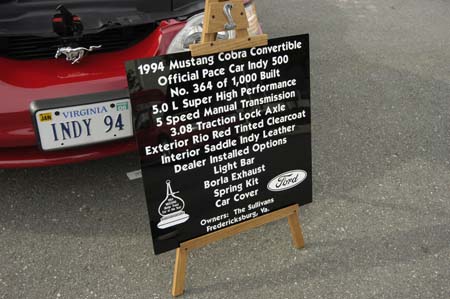 1994 Mustang Cobra Convertible
Official Pace Car Indy 500
No. 364 of 1,000 Built
5.0 L Super High Performance
5 Speed Manual Transmission
3.08 Traction Lock Axle
Exterior Rio Red Tinted Clearcoat
Interior Saddle Indy Leather
Dealer Installed Options
Light Bar
Borla Exhaust
Spring Kit
Car Cover
Ford
Owners: The Sullivans
Fredericksburg, Va.
VIRGINIA
INDY 94